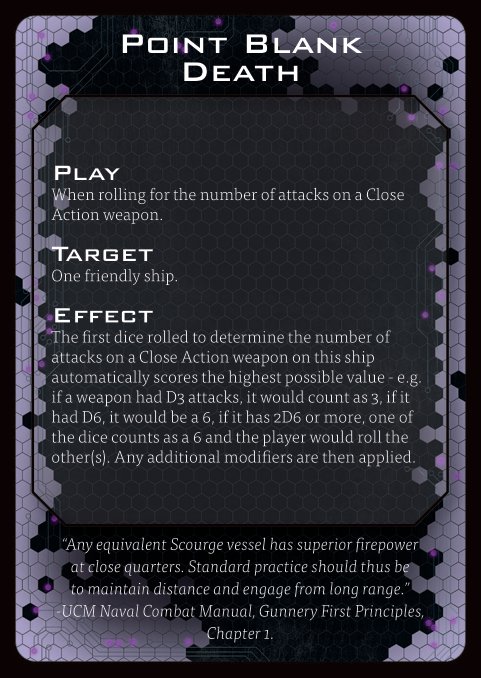 Point Blank
Death
Play
When rolling for the number of attacks on a Close
Action weapon.
Target
One friendly ship.
Effect
The first dice rolled to determine the number of
attacks on a Close Action weapon on this ship
automatically scores the highest possible value - e.g.
if a weapon had D3 attacks, it would count as 3, if it
had D6, it would be a 6, if it has 2D6 or more, one of
the dice counts as a 6 and the player would roll the
other(s). Any additional modifiers are then applied.
“Any equivalent Scourge vessel has superior firepower
at close quarters. Standard practice should thus be
to maintain distance and engage from long range.”
-UCM Naval Combat Manual, Gunnery First Principles,
Chapter 1.